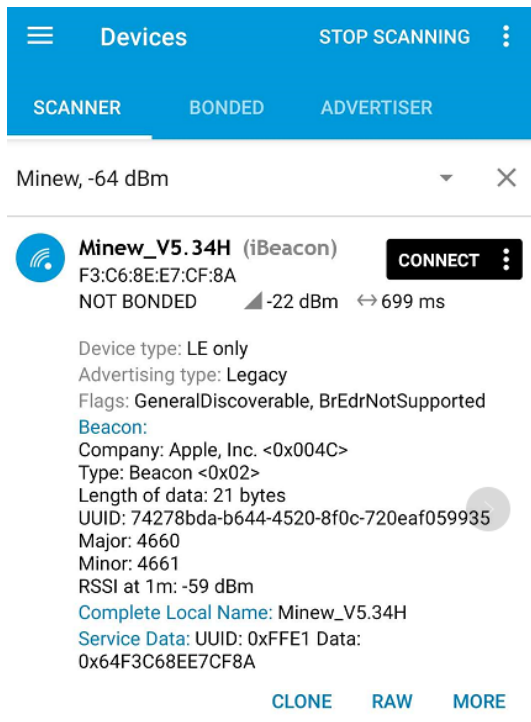 Devices STOP SCANNING
SCANNER BONDED ADVERTISER
Minew, -64 dBm
Minew_V5.34H (iBeacon)
CONNECT
F3:C6:8E:E7:CF:8A
NOT BONDED -22 dBm 699 ms
Device type: LE only
Advertising type: Legacy
Flags: GeneralDiscoverable, BrEdrNotSupported
Beacon:
Company: Apple, Inc. <0x004C>
Type: Beacon <0x02>
Length of data: 21 bytes
UUID: 74278bda-b644-4520-8f0c-720eaf059935
Major: 4660
Minor: 4661
RSSI at 1m: -59 dBm
Complete Local Name: Minew_V5.34H
Service Data: UUID: 0xFFE1 Data:
0x64F3C68EE7CF8A
CLONE RAW MORE